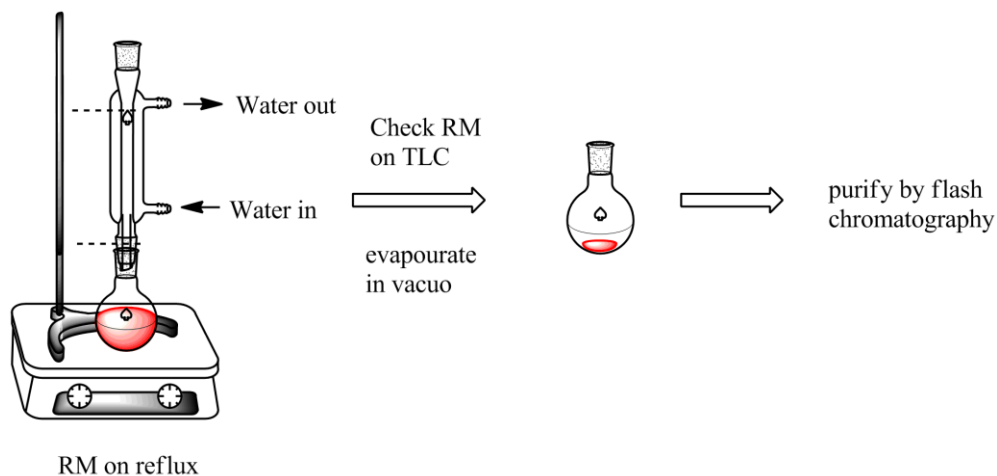 Water out
Water in
RM on reflux
Check RM
on TLC
evapourate
in vacuo
purify by flash
chromatography